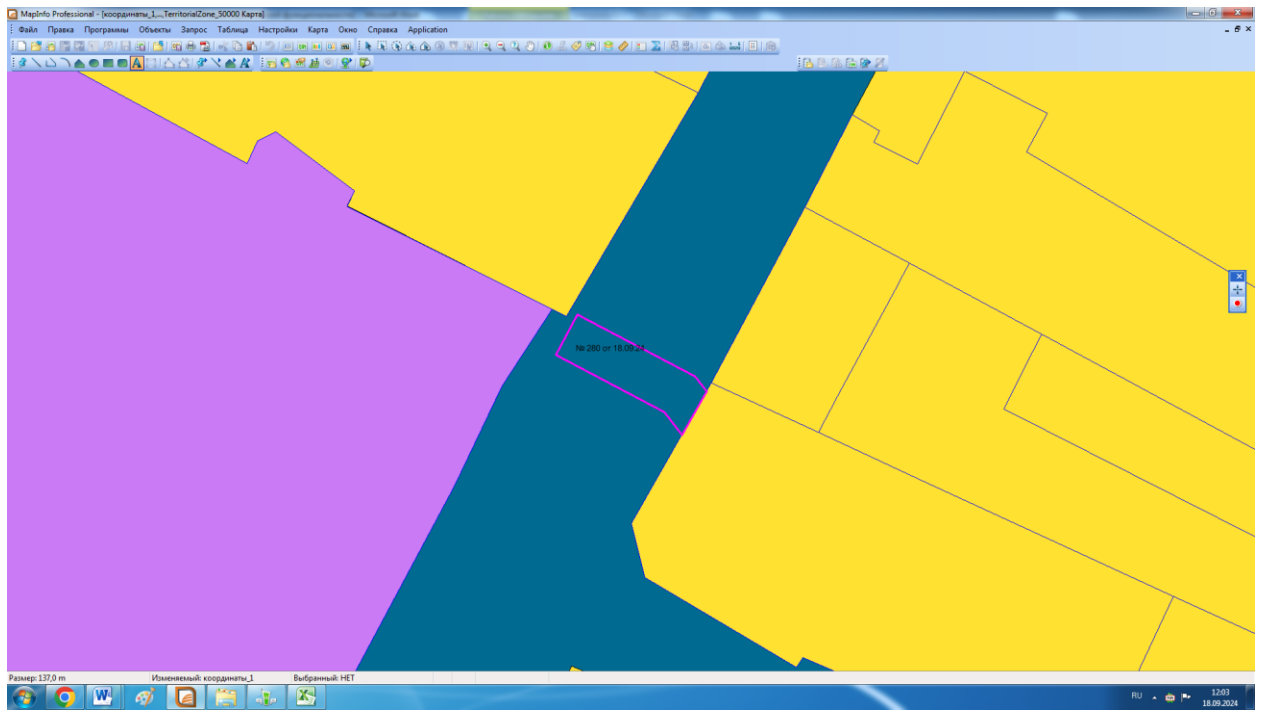 MapInfo Professional - [координаты_1,...,TerritorialZone_50000 Карта]
Файл Правка Программы Объекты Запрос Таблица Настройки Карта Окно Справка Application
№ 280 от 18.09.24
Размер: 137,0 m Изменяемый: координаты_1 Выбранный: НЕТ
RU 12:03
18.09.2024